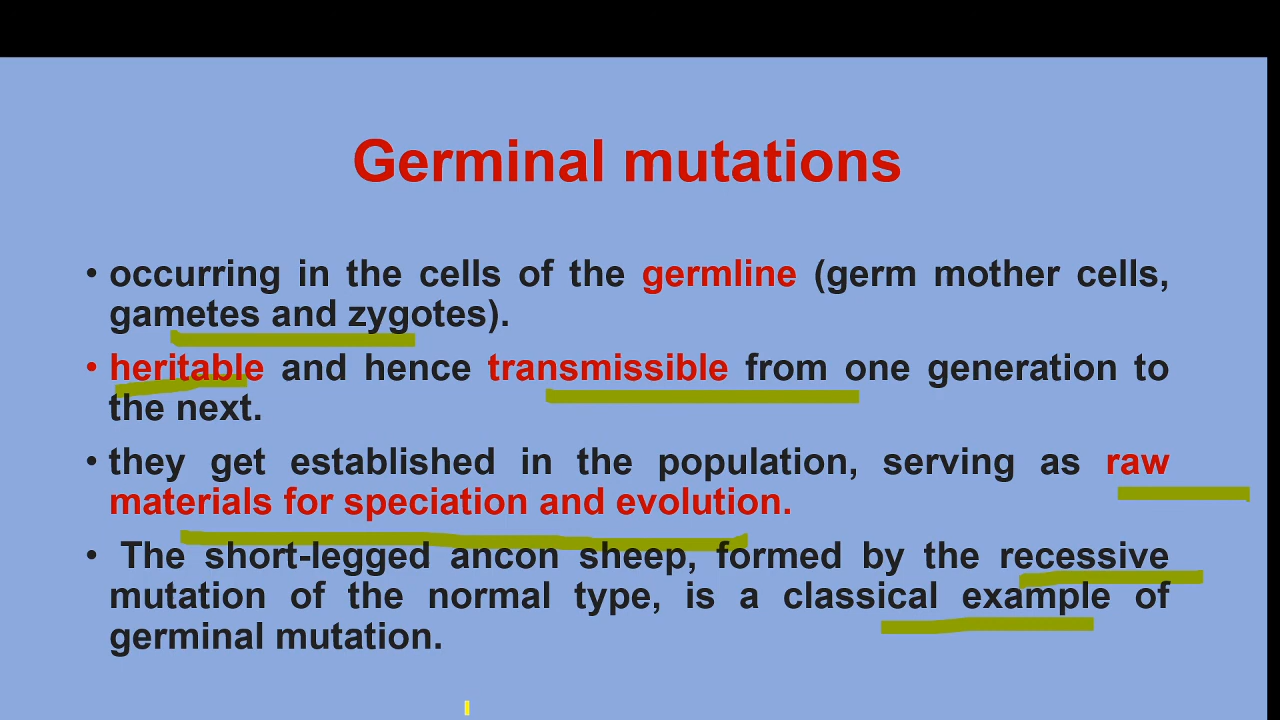 Germinal mutations
• occurring in the cells of the germline (germ mother cells,
gametes and zygotes).
• heritable and hence transmissible from one generation to
the next.
• they get established in the population, serving as raw
materials for speciation and evolution.
• The short-legged ancon sheep, formed by the recessive
mutation of the normal type, is a classical example of
germinal mutation.